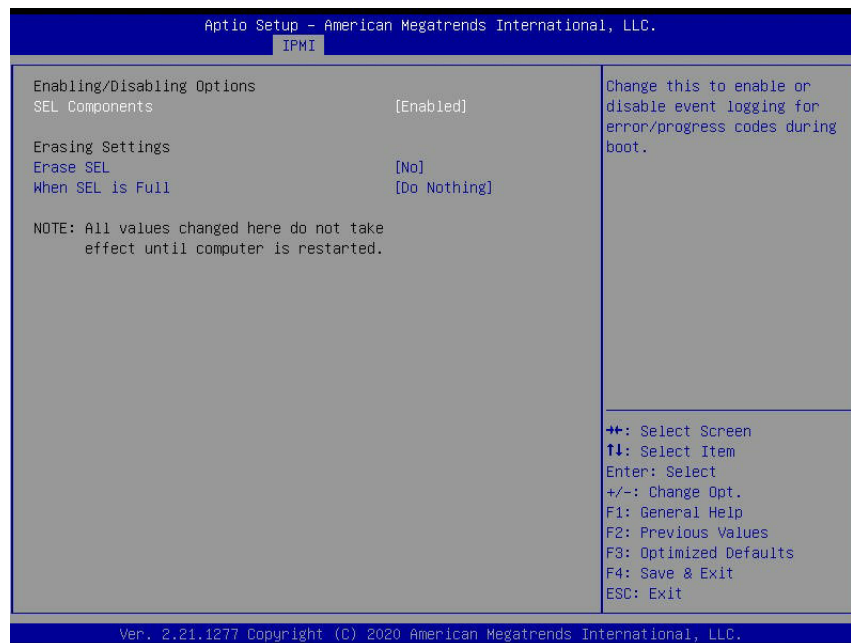 Aptio Setup – American Megatrends International, LLC.
IPMI
Enabling/Disabling Options
SEL Components [Enabled]
Erasing Settings
Erase SEL [No]
When SEL is Full [Do Nothing]
NOTE: All values changed here do not take
effect until computer is restarted.
Change this to enable or
disable event logging for
error/progress codes during
boot.
→←: Select Screen
↑↓: Select Item
Enter: Select
+/-: Change Opt.
F1: General Help
F2: Previous Values
F3: Optimized Defaults
F4: Save & Exit
ESC: Exit
Ver. 2.21.1277 Copyright (C) 2020 American Megatrends International, LLC.